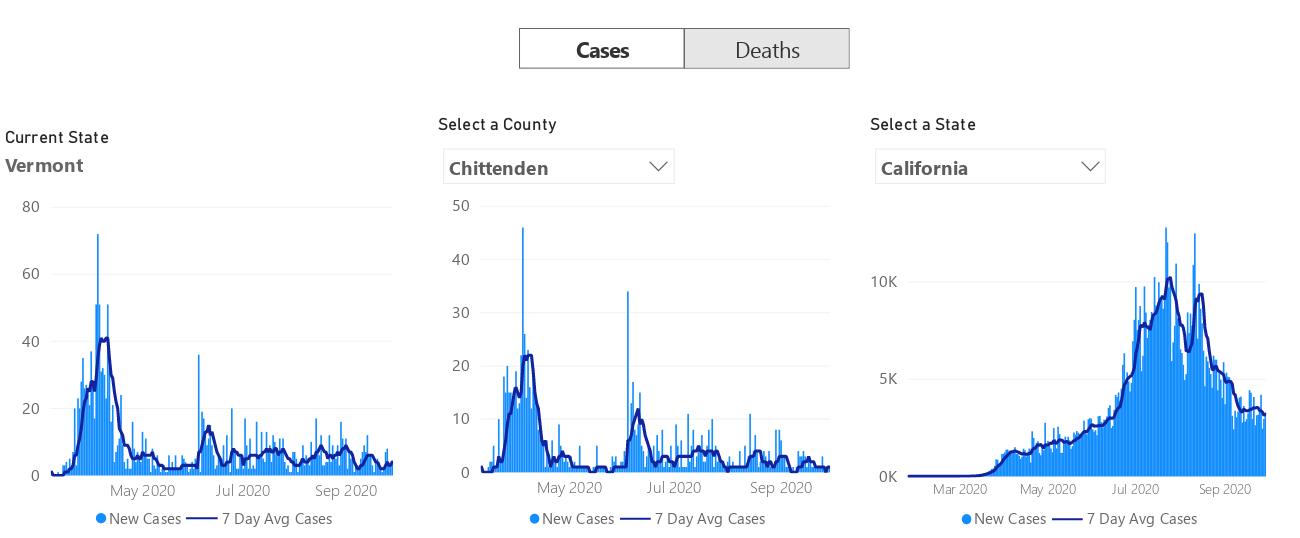 Cases Deaths
Current State
Vermont
80
60
40
20
0
May 2020 Jul 2020 Sep 2020
New Cases 7 Day Avg Cases
Select a County
Chittenden
50
40
30
20
10
0
May 2020 Jul 2020 Sep 2020
New Cases 7 Day Avg Cases
Select a State
California
10K
5K
0K
Mar 2020 May 2020 Jul 2020 Sep 2020
New Cases 7 Day Avg Cases